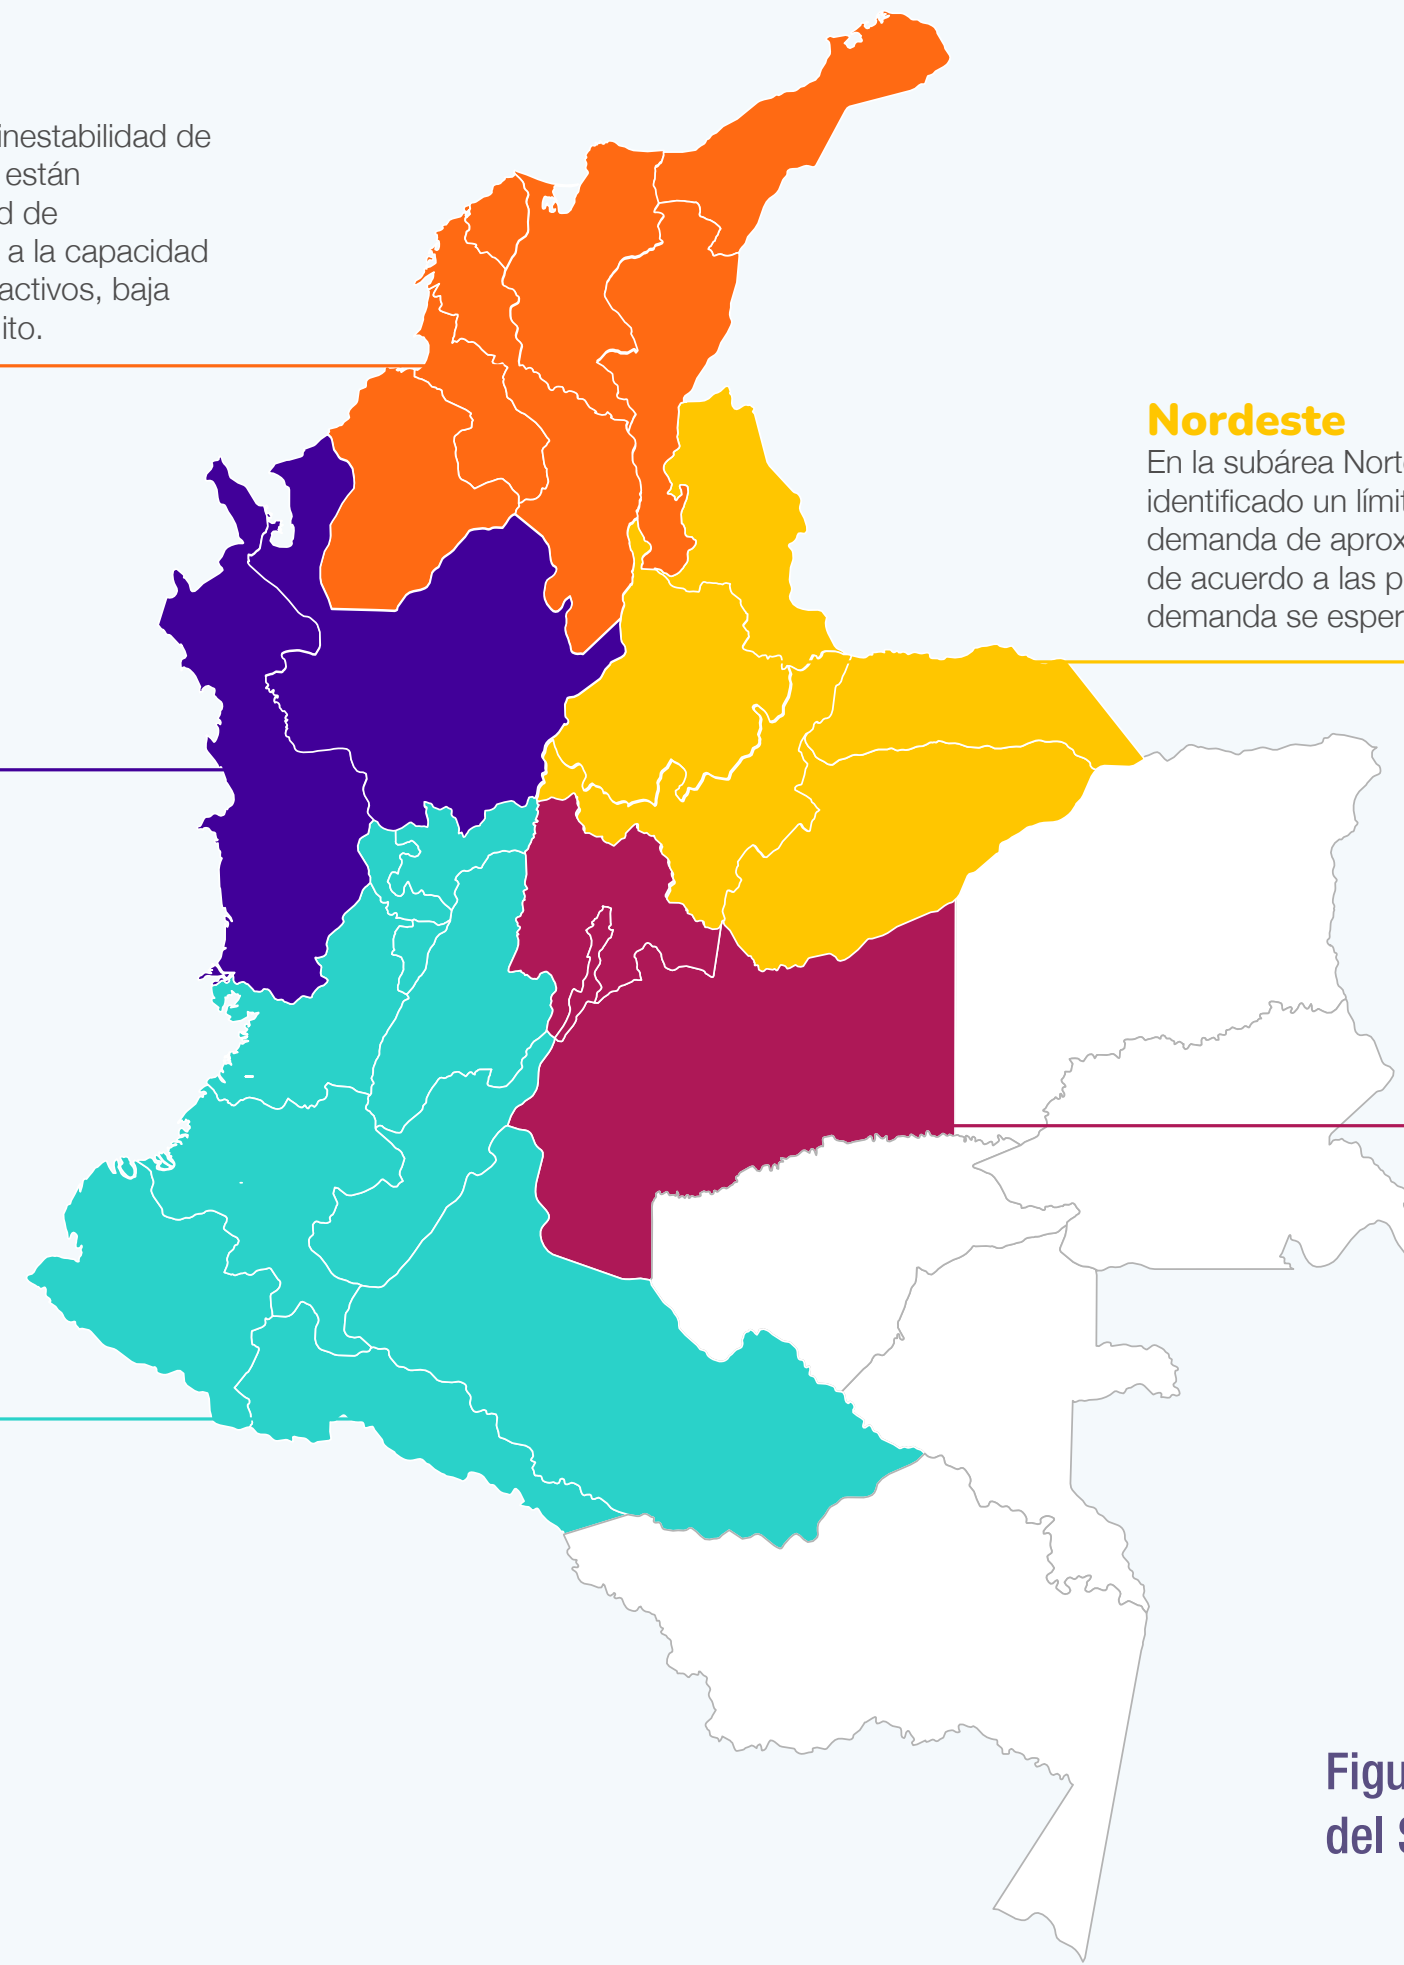 inestabilidad de
están
d de
a la capacidad
activos, baja
ito.
Nordeste
En la subárea Norte
identificado un límit
demanda de aprox
de acuerdo a las p
demanda se esper
Figu
del S